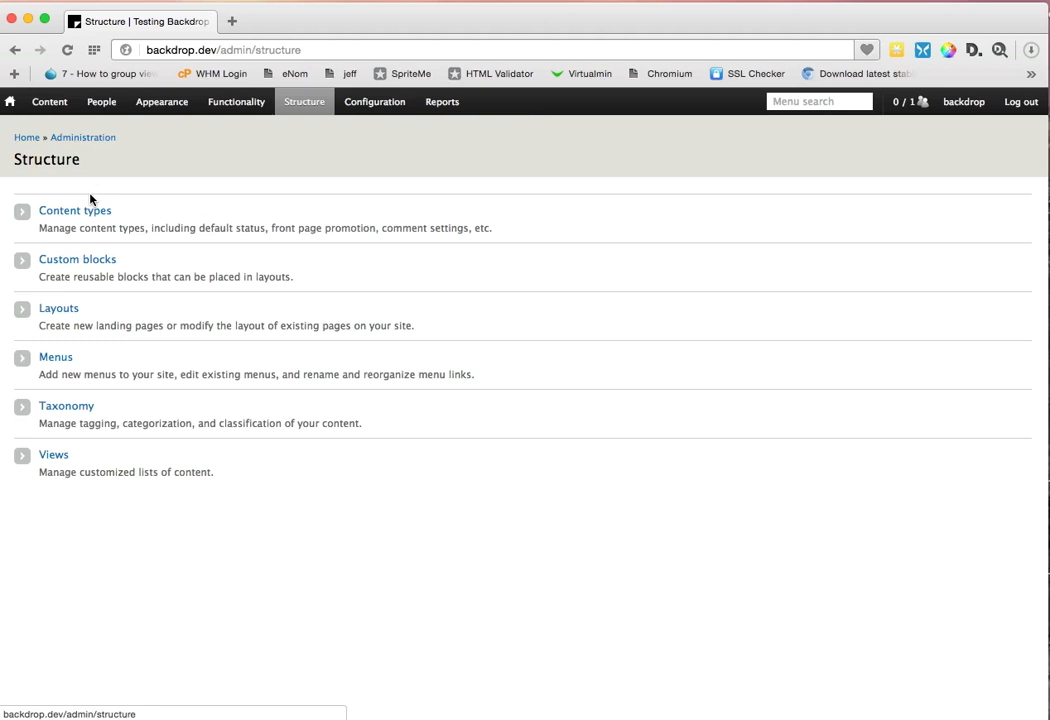 Structure | Testing Backdrop
backdrop.dev/admin/structure
7 - How to group vie
cP WHM Login
eNom
jeff
SpriteMe
HTML Validator
Virtualmin
Chromium
SSL Checker
Download latest stab
Content People Appearance Functionality Structure Configuration Reports Menu search 0 / 1 backdrop Log out
Home » Administration
Structure
Content types
Manage content types, including default status, front page promotion, comment settings, etc.
Custom blocks
Create reusable blocks that can be placed in layouts.
Layouts
Create new landing pages or modify the layout of existing pages on your site.
Menus
Add new menus to your site, edit existing menus, and rename and reorganize menu links.
Taxonomy
Manage tagging, categorization, and classification of your content.
Views
Manage customized lists of content.
backdrop.dev/admin/structure